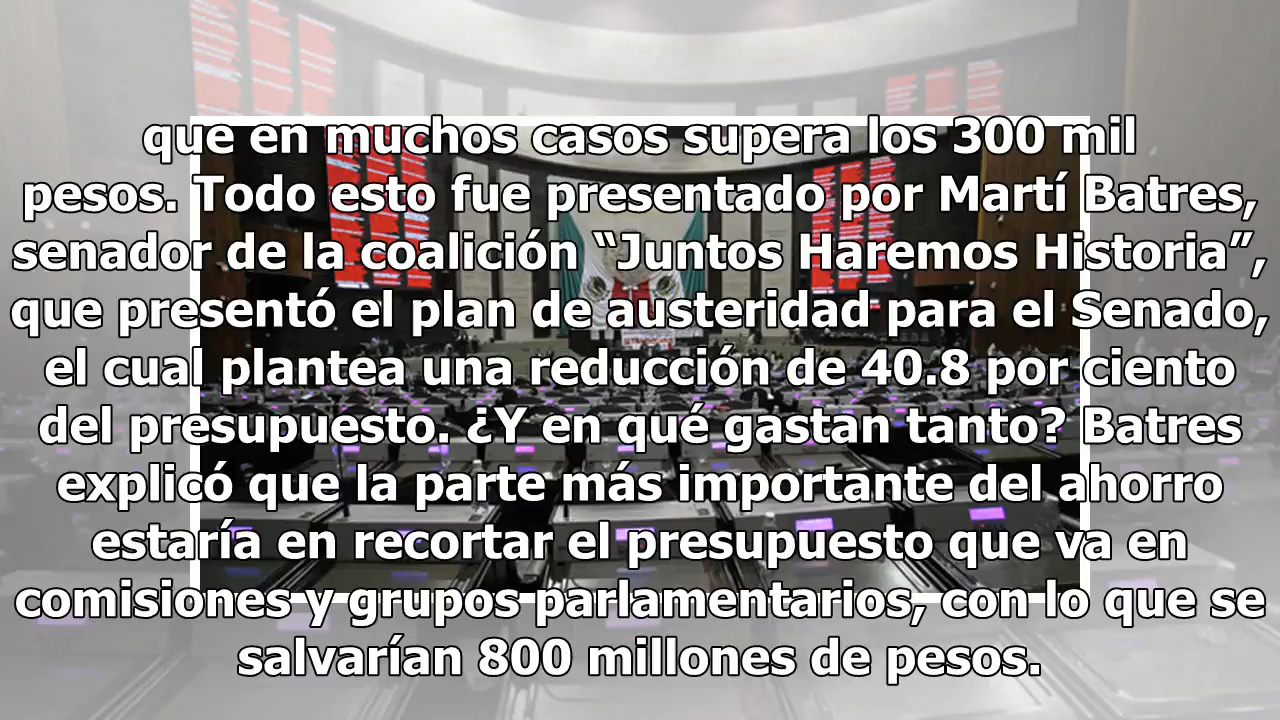 que en muchos casos supera los 300 mil
pesos. Todo esto fue presentado por Martí Batres,
senador de la coalición “Juntos Haremos Historia”,
que presentó el plan de austeridad para el Senado,
el cual plantea una reducción de 40.8 por ciento
del presupuesto. ¿Y en qué gastan tanto? Batres
explicó que la parte más importante del ahorro
estaría en recortar el presupuesto que va en
comisiones y grupos parlamentarios, con lo que se
salvarían 800 millones de pesos.